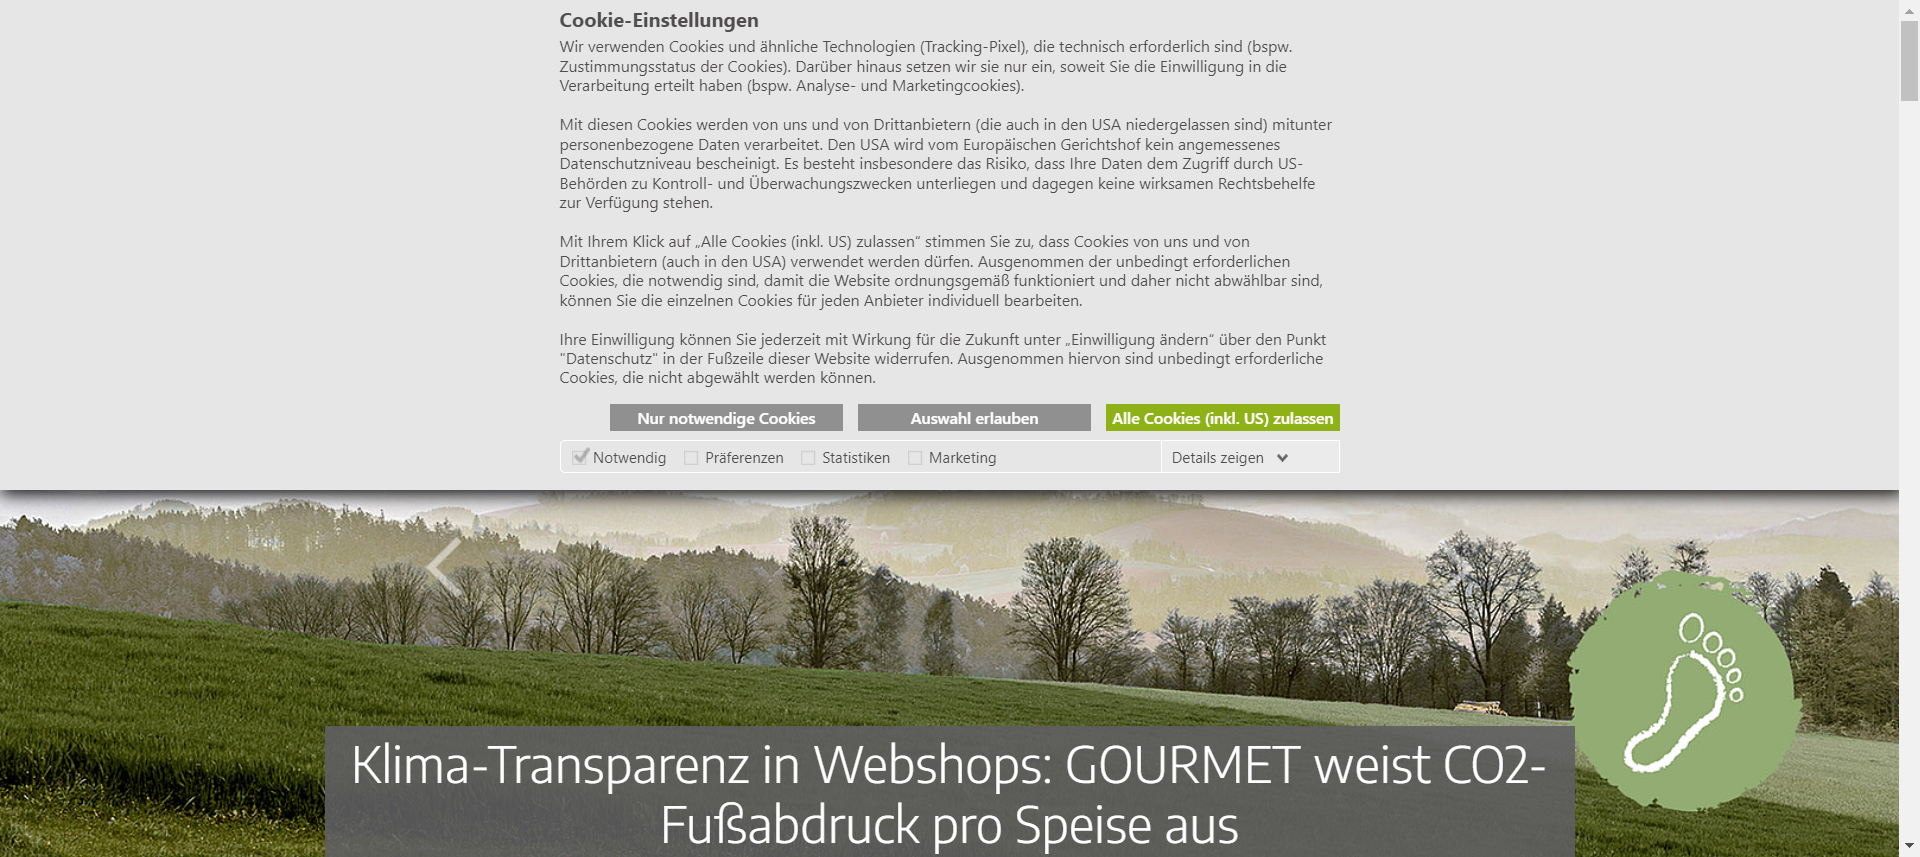 Cookie-Einstellungen
Wir verwenden Cookies und ähnliche Technologien (Tracking-Pixel), die technisch erforderlich sind (bspw.
Zustimmungsstatus der Cookies). Darüber hinaus setzen wir sie nur ein, soweit Sie die Einwilligung in die
Verarbeitung erteilt haben (bspw. Analyse- und Marketingcookies).
Mit diesen Cookies werden von uns und von Drittanbietern (die auch in den USA niedergelassen sind) mitunter
personenbezogene Daten verarbeitet. Den USA wird vom Europäischen Gerichtshof kein angemessenes
Datenschutzniveau bescheinigt. Es besteht insbesondere das Risiko, dass Ihre Daten dem Zugriff durch US-
Behörden zu Kontroll- und Überwachungszwecken unterliegen und dagegen keine wirksamen Rechtsbehelfe
zur Verfügung stehen.
Mit Ihrem Klick auf „Alle Cookies (inkl. US) zulassen“ stimmen Sie zu, dass Cookies von uns und von
Drittanbietern (auch in den USA) verwendet werden dürfen. Ausgenommen der unbedingt erforderlichen
Cookies, die notwendig sind, damit die Website ordnungsgemäß funktioniert und daher nicht abwählbar sind,
können Sie die einzelnen Cookies für jeden Anbieter individuell bearbeiten.
Ihre Einwilligung können Sie jederzeit mit Wirkung für die Zukunft unter „Einwilligung ändern“ über den Punkt
"Datenschutz" in der Fußzeile dieser Website widerrufen. Ausgenommen hiervon sind unbedingt erforderliche
Cookies, die nicht abgewählt werden können.
Nur notwendige Cookies Auswahl erlauben Alle Cookies (inkl. US) zulassen
Notwendig Präferenzen Statistiken Marketing Details zeigen
Klima-Transparenz in Webshops: GOURMET weist CO2-
Fußabdruck pro Speise aus